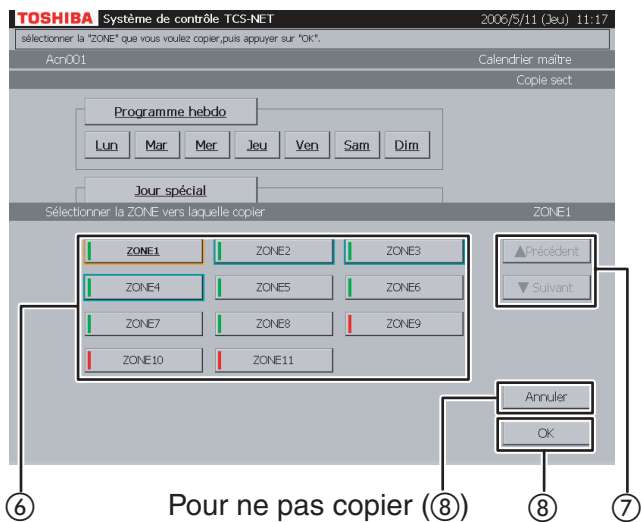 TOSHIBA Système de contrôle TCS-NET 2006/5/11 (Jeu) 11:17
sélectionner la "ZONE" que vous voulez copier,puis appuyer sur "OK".
Acn001 Calendrier maître
Copie sect
Programme hebdo
Lun Mar Mer Jeu Ven Sam Dim
Jour spécial
Sélectionner la ZONE vers laquelle copier ZONE1
ZONE1 ZONE2 ZONE3 ▲Précédent
ZONE4 ZONE5 ZONE6 ▼ Suivant
ZONE7 ZONE8 ZONE9
ZONE10 ZONE11
Annuler
OK
⑥ Pour ne pas copier (⑧) ⑧ ⑦